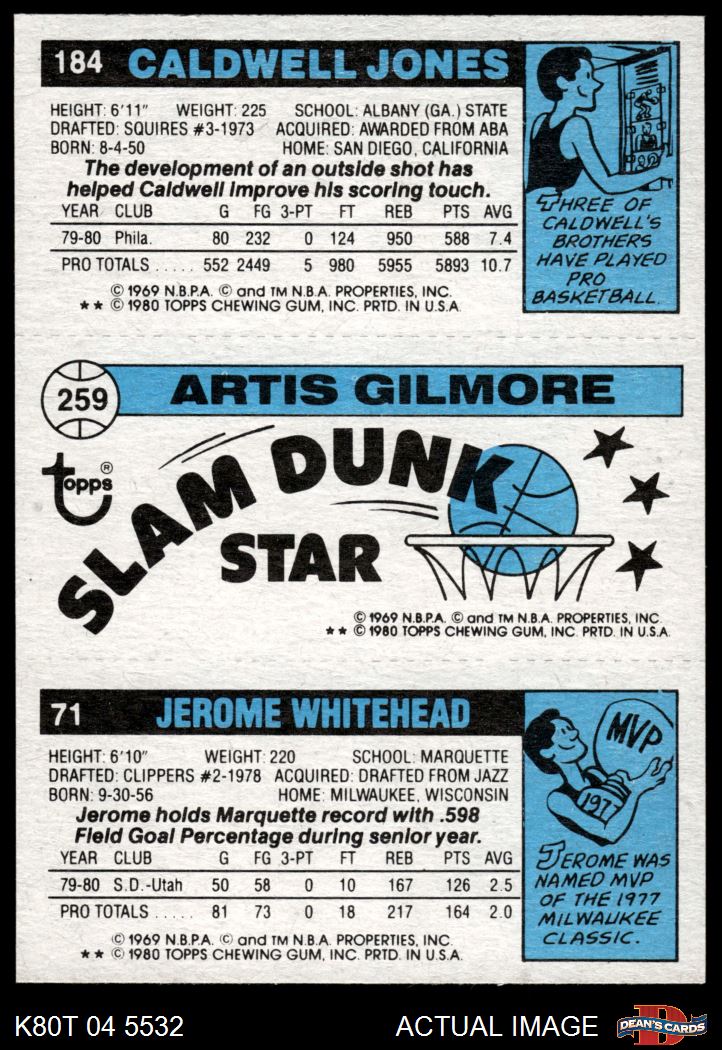 184 CALDWELL JONES
HEIGHT: 6'11" WEIGHT: 225 SCHOOL: ALBANY (GA.) STATE
DRAFTED: SQUIRES #3-1973 ACQUIRED: AWARDED FROM ABA
BORN: 8-4-50 HOME: SAN DIEGO, CALIFORNIA
The development of an outside shot has
helped Caldwell improve his scoring touch.
YEAR CLUB G FG 3-PT FT REB PTS AVG
79-80 Phila. 80 232 0 124 950 588 7.4
PRO TOTALS ..... 552 2449 5 980 5955 5893 10.7
© 1969 N.B.P.A. © and TM N.B.A. PROPERTIES, INC.
★★ © 1980 TOPPS CHEWING GUM, INC. PRTD. IN U.S.A.
THREE OF
CALDWELL'S
BROTHERS
HAVE PLAYED
PRO
BASKETBALL.
259 ARTIS GILMORE
Topps®
SLAM DUNK
STAR
© 1969 N.B.P.A. © and TM N.B.A. PROPERTIES, INC.
★★ © 1980 TOPPS CHEWING GUM, INC. PRTD. IN U.S.A.
71 JEROME WHITEHEAD
HEIGHT: 6'10" WEIGHT: 220 SCHOOL: MARQUETTE
DRAFTED: CLIPPERS #2-1978 ACQUIRED: DRAFTED FROM JAZZ
BORN: 9-30-56 HOME: MILWAUKEE, WISCONSIN
Jerome holds Marquette record with .598
Field Goal Percentage during senior year.
YEAR CLUB G FG 3-PT FT REB PTS AVG
79-80 S.D.-Utah 50 58 0 10 167 126 2.5
PRO TOTALS ..... 81 73 0 18 217 164 2.0
© 1969 N.B.P.A. © and TM N.B.A. PROPERTIES, INC.
★★ © 1980 TOPPS CHEWING GUM, INC. PRTD. IN U.S.A.
MVP
1977
JEROME WAS
NAMED MVP
OF THE 1977
MILWAUKEE
CLASSIC.
K80T 04 5532 ACTUAL IMAGE
D
DEAN'S CARDS